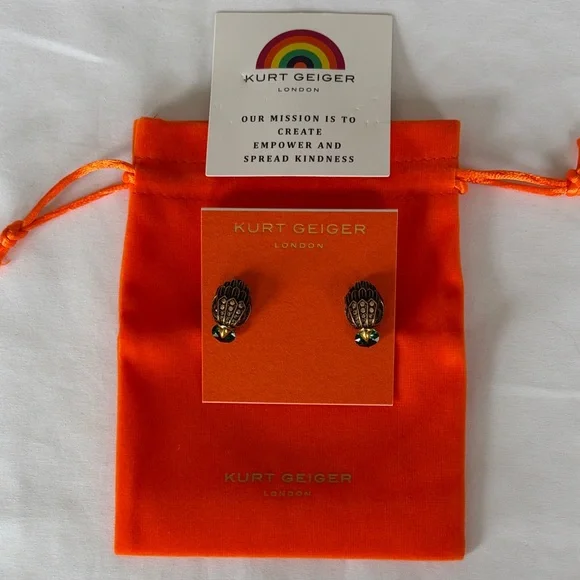 KURT GEIGER
LONDON
OUR MISSION IS TO
CREATE
EMPOWER AND
SPREAD KINDNESS
KURT GEIGER
LONDON
KURT GEIGER
LONDON